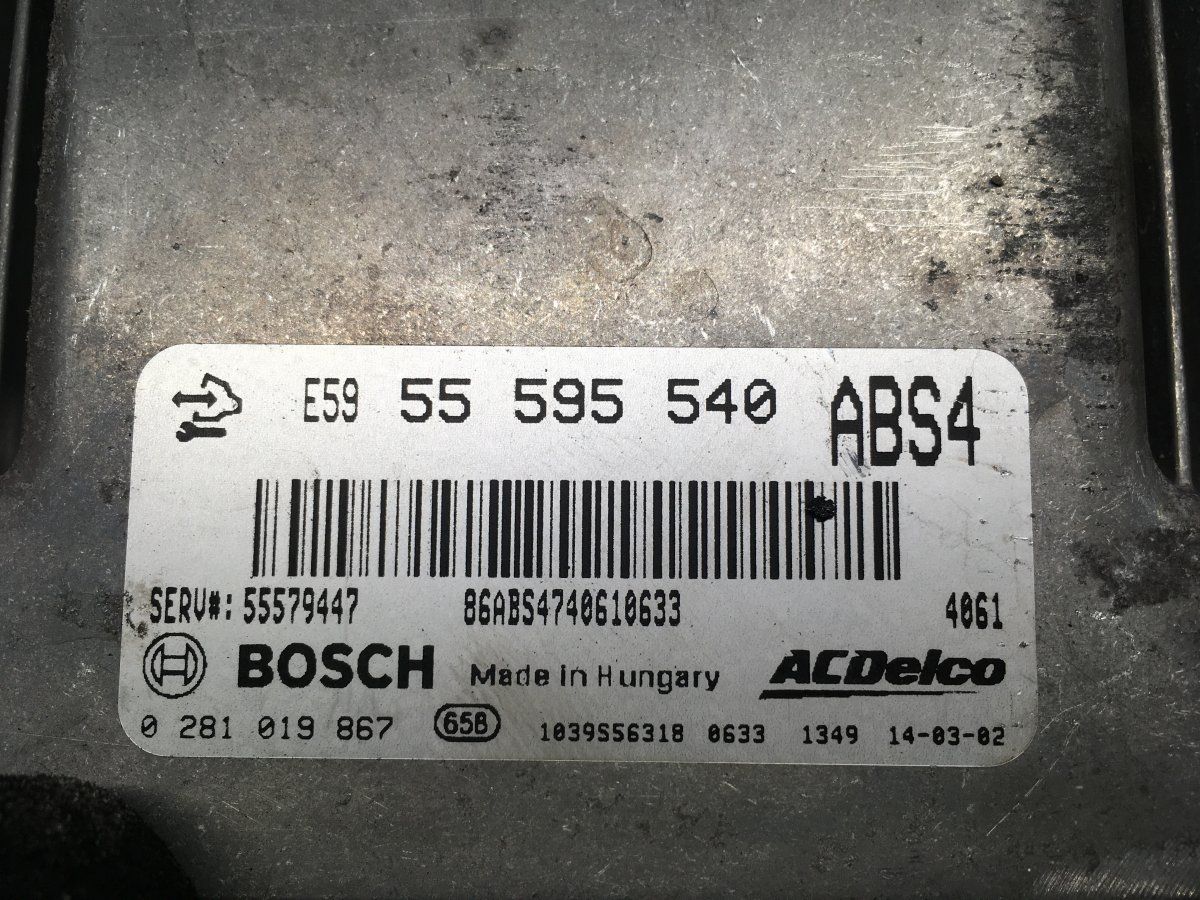 E59 55 595 540 ABS4
SERV#: 55579447 86ABS4740610633 4061
BOSCH Made in Hungary ACDelco
0 281 019 867 65B 1039S56318 0633 1349 14-03-02